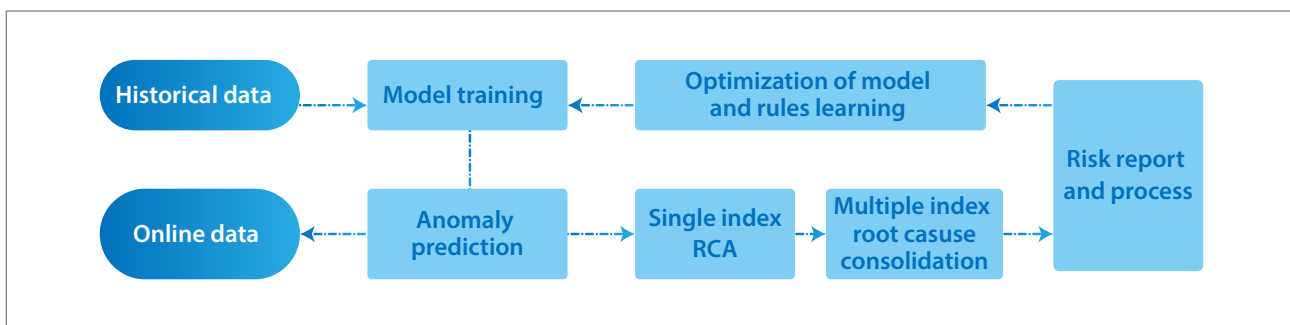 Historical data
Model training
Optimization of model
and rules learning
Risk report
and process
Online data
Anomaly
prediction
Single index
RCA
Multiple index
root casuse
consolidation